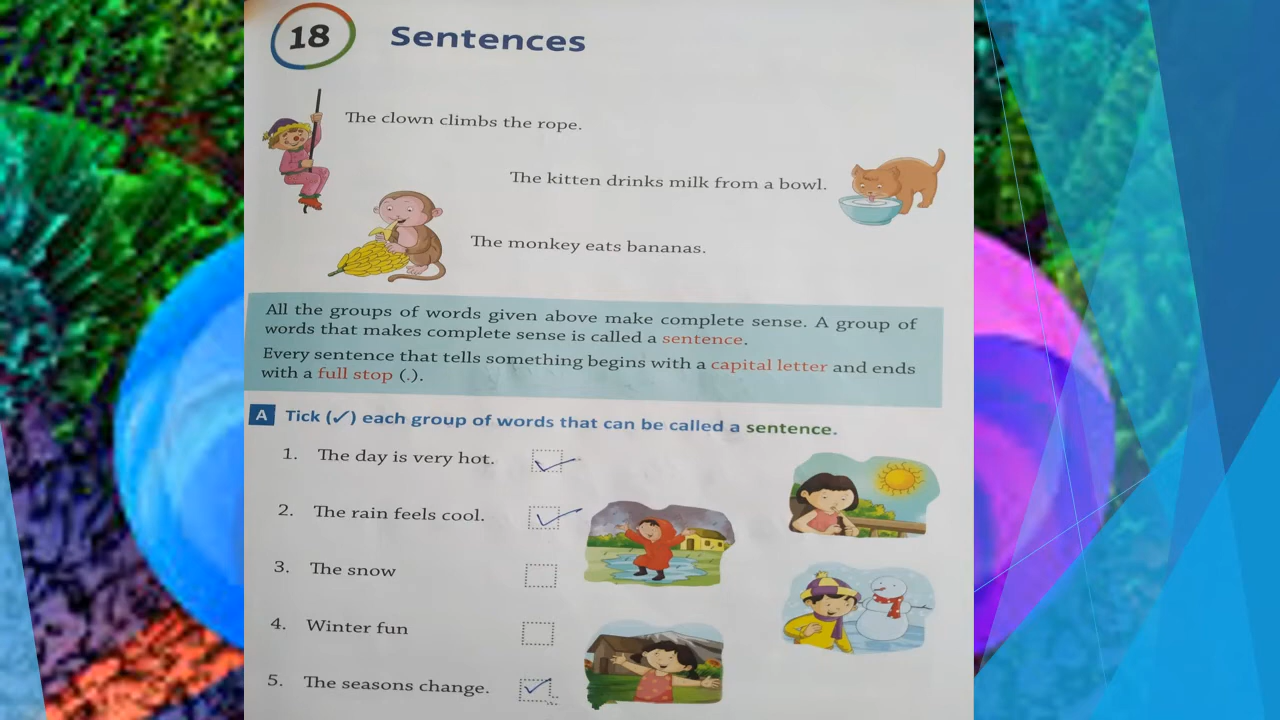 18 Sentences
The clown climbs the rope.
The kitten drinks milk from a bowl.
The monkey eats bananas.
All the groups of words given above make complete sense. A group of
words that makes complete sense is called a sentence.
Every sentence that tells something begins with a capital letter and ends
with a full stop (.).
A Tick (✓) each group of words that can be called a sentence.
1. The day is very hot. ✓
2. The rain feels cool. ✓
3. The snow
4. Winter fun
5. The seasons change. ✓